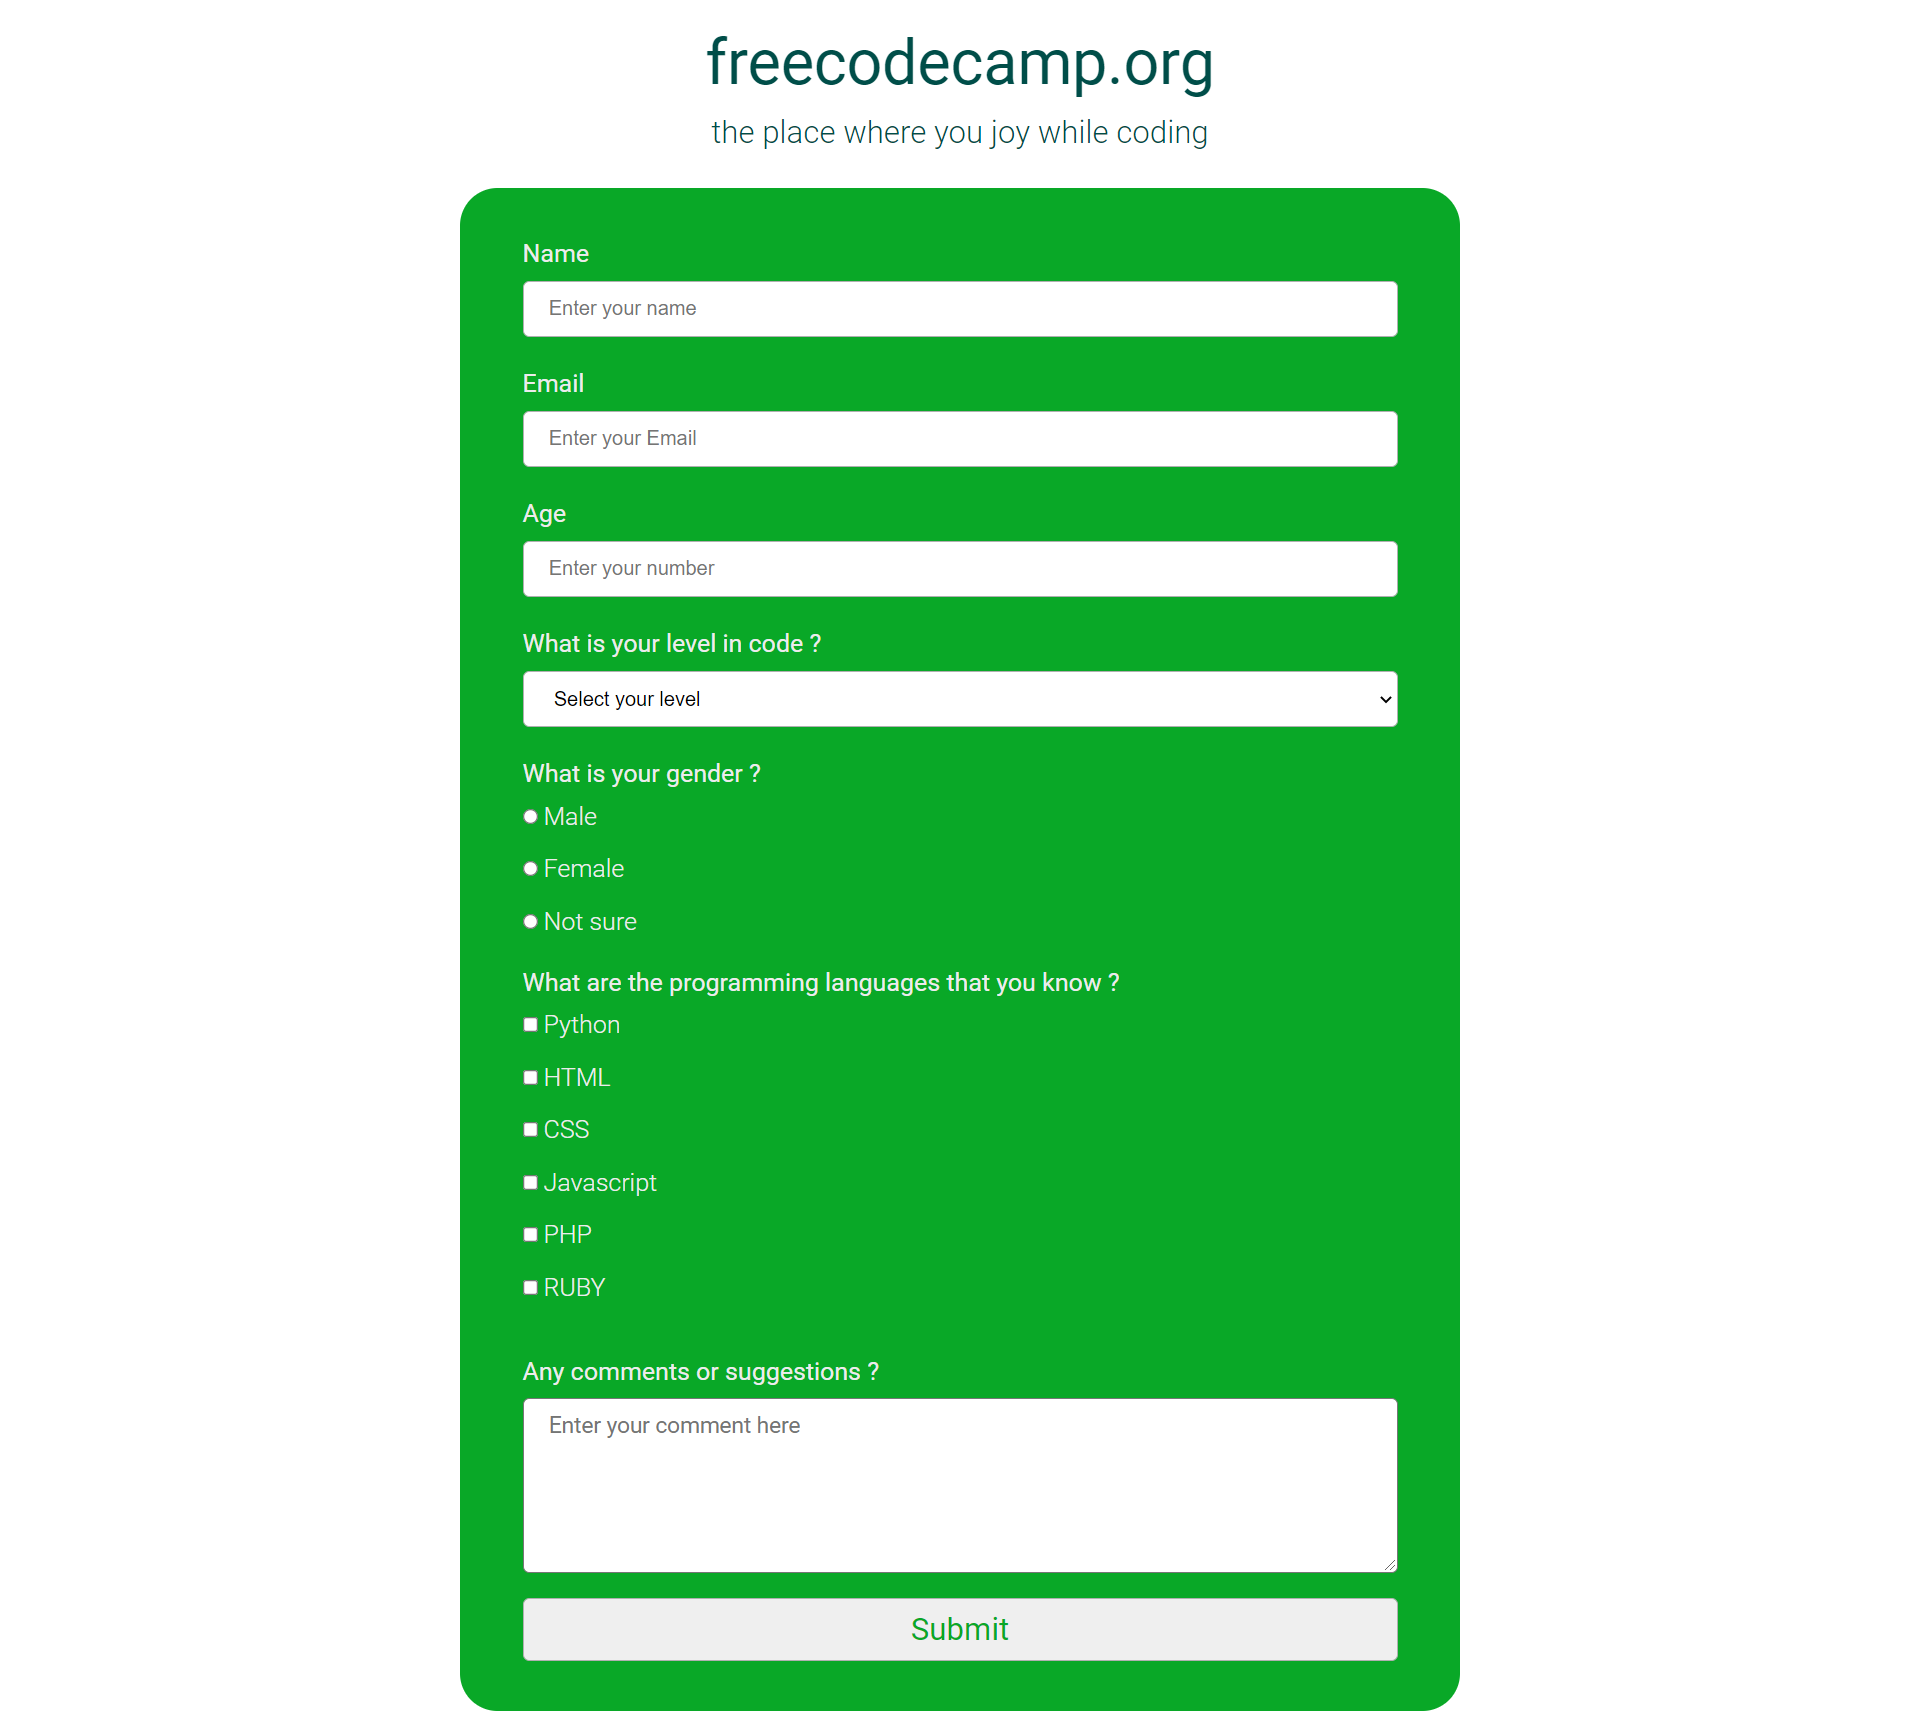 freecodecamp.org
the place where you joy while coding
Name
Enter your name
Email
Enter your Email
Age
Enter your number
What is your level in code ?
Select your level
What is your gender ?
Male
Female
Not sure
What are the programming languages that you know ?
Python
HTML
CSS
Javascript
PHP
RUBY
Any comments or suggestions ?
Enter your comment here
Submit